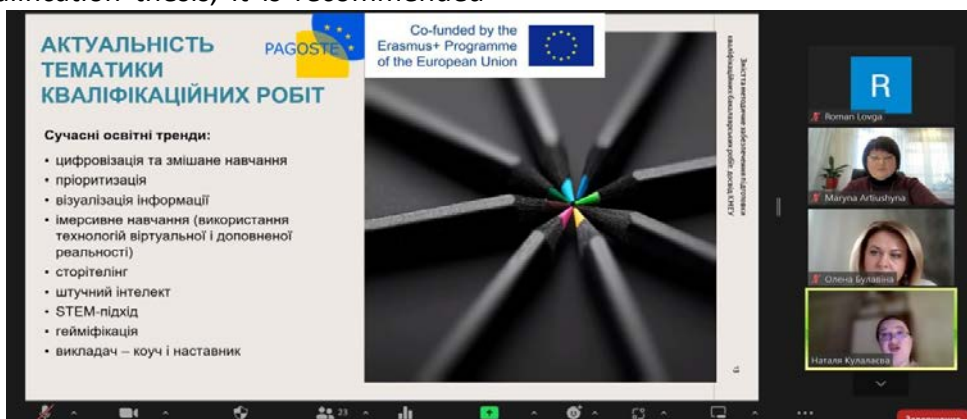 АКТУАЛЬНІСТЬ
ТЕМАТИКИ
КВАЛІФІКАЦІЙНИХ РОБІТ
PAGOSTE
Co-funded by the
Erasmus+ Programme
of the European Union
Сучасні освітні тренди:
• цифровізація та змішане навчання
• пріоритизація
• візуалізація інформації
• імерсивне навчання (використання
технологій віртуальної і доповненої
реальності)
• сторітелінг
• штучний інтелект
• STEM-підхід
• гейміфікація
• викладач – коуч і наставник
R
Roman Lovga
Maryna Artiushyna
Олена Булавіна
Наталя Кулалаєва
23